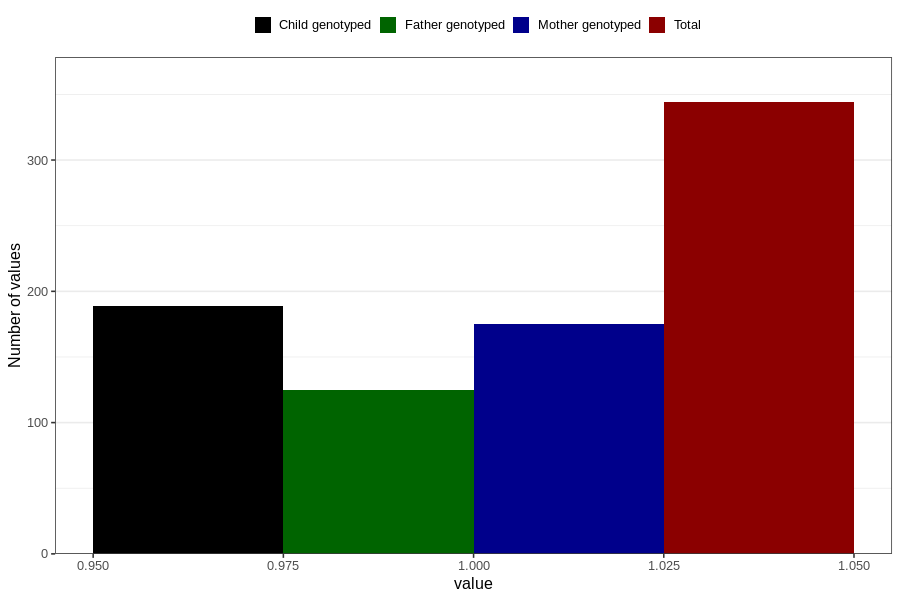 Child genotyped Father genotyped Mother genotyped Total
Number of values
300
200
100
0
0.950 0.975 1.000 1.025 1.050
value